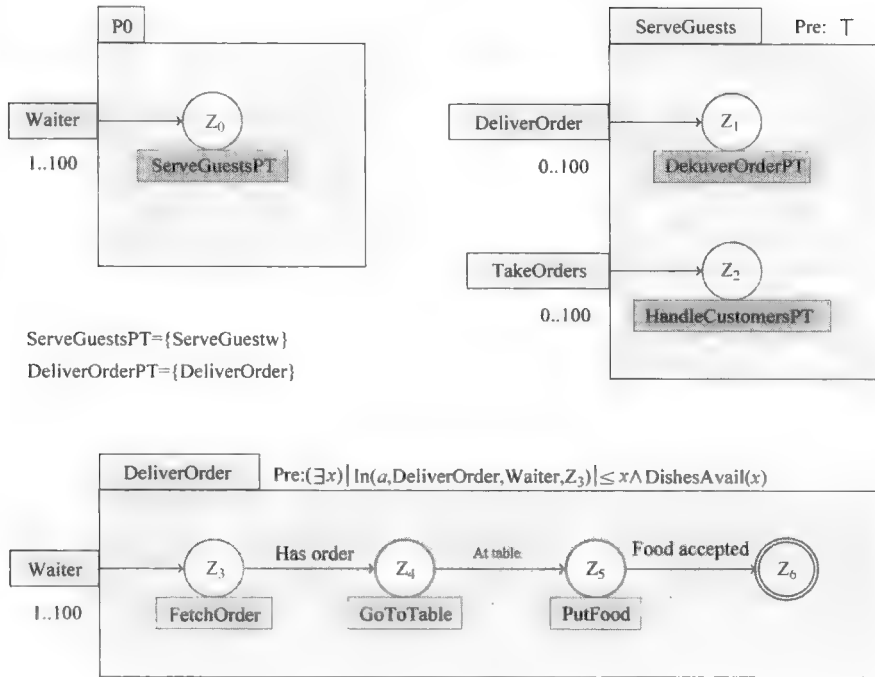 P0
Waiter
1..100
Z0
ServeGuestsPT
ServeGuests Pre: ⊤
DeliverOrder
0..100
Z1
DekuverOrderPT
TakeOrders
0..100
Z2
HandleCustomersPT
ServeGuestsPT={ServeGuestw}
DeliverOrderPT={DeliverOrder}
DeliverOrder Pre:(∃x)|In(a,DeliverOrder,Waiter,Z3)|≤x∧DishesAvail(x)
Waiter
1..100
Z3 Has order Z4 At table Z5 Food accepted Z6
FetchOrder GoToTable PutFood